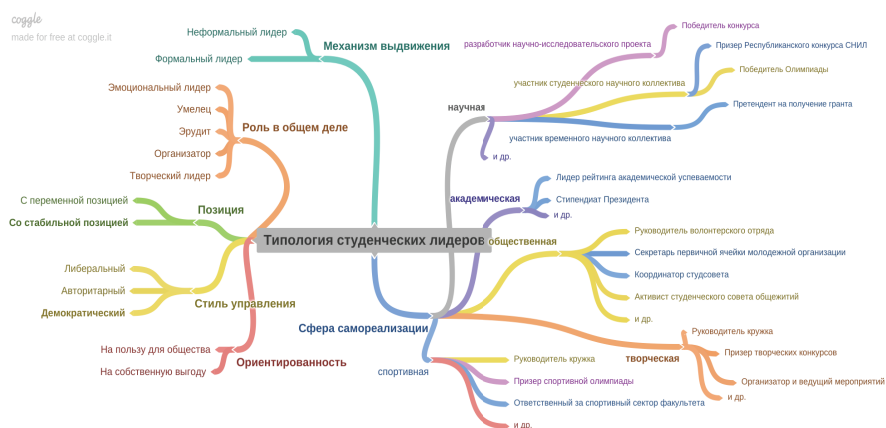 coggle
made for free at coggle.it
Неформальный лидер
Механизм выдвижения
Формальный лидер
Эмоциональный лидер
Умелец
Роль в общем деле
Эрудит
Организатор
Творческий лидер
С переменной позицией
Позиция
Со стабильной позицией
Типология студенческих лидеров
Либеральный
Авторитарный
Стиль управления
Демократический
На пользу для общества
Ориентированность
На собственную выгоду
Сфера самореализации
научная
разработчик научно-исследовательского проекта
Победитель конкурса
участник студенческого научного коллектива
Призер Республиканского конкурса СНИЛ
Победитель Олимпиады
участник временного научного коллектива
Претендент на получение гранта
и др.
академическая
Лидер рейтинга академической успеваемости
Стипендиат Президента
и др.
общественная
Руководитель волонтерского отряда
Секретарь первичной ячейки молодежной организации
Координатор студсовета
Активист студенческого совета общежитий
и др.
творческая
Руководитель кружка
Призер творческих конкурсов
Организатор и ведущий мероприятий
и др.
спортивная
Руководитель кружка
Призер спортивной олимпиады
Ответственный за спортивный сектор факультета
и др.